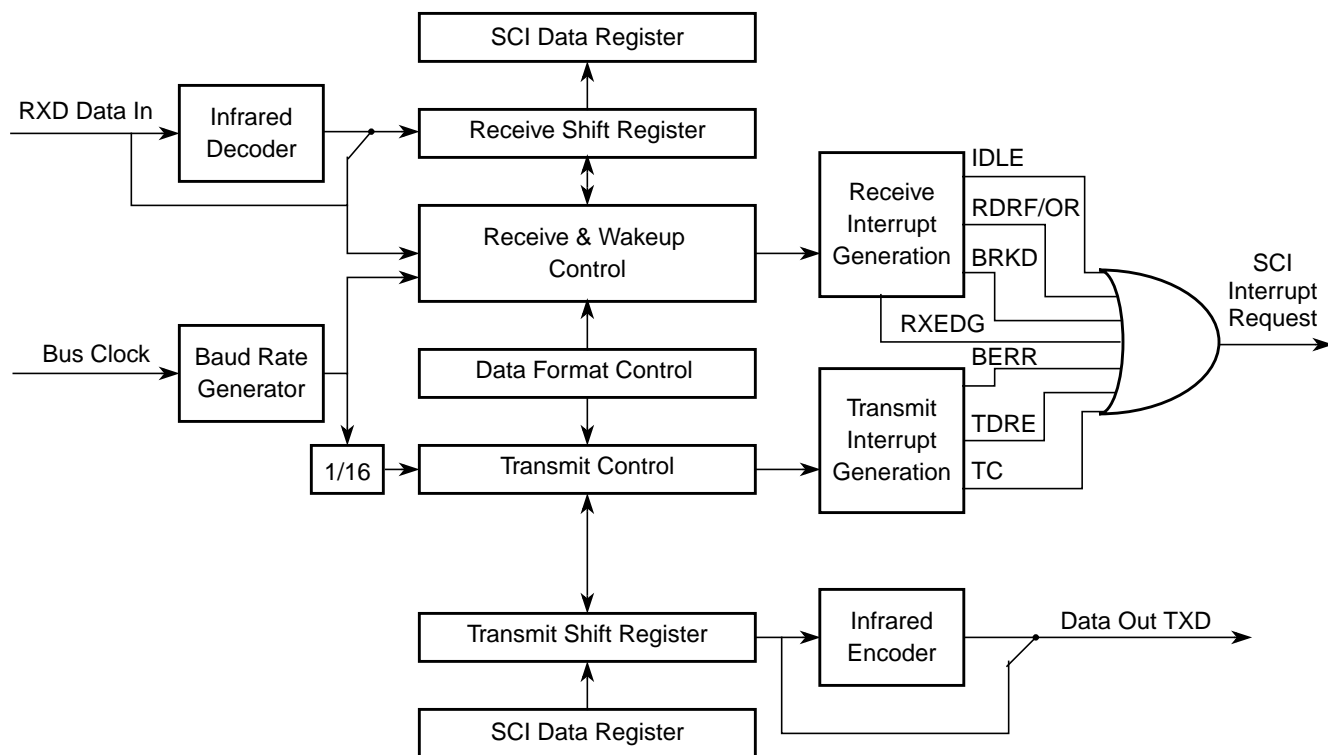 SCI Data Register
RXD Data In
Infrared
Decoder
Receive Shift Register
Receive & Wakeup
Control
Receive
Interrupt
Generation
IDLE
RDRF/OR
BRKD
RXEDG
SCI
Interrupt
Request
Bus Clock
Baud Rate
Generator
Data Format Control
BERR
Transmit
Interrupt
Generation
TDRE
TC
1/16
Transmit Control
Transmit Shift Register
Infrared
Encoder
Data Out TXD
SCI Data Register